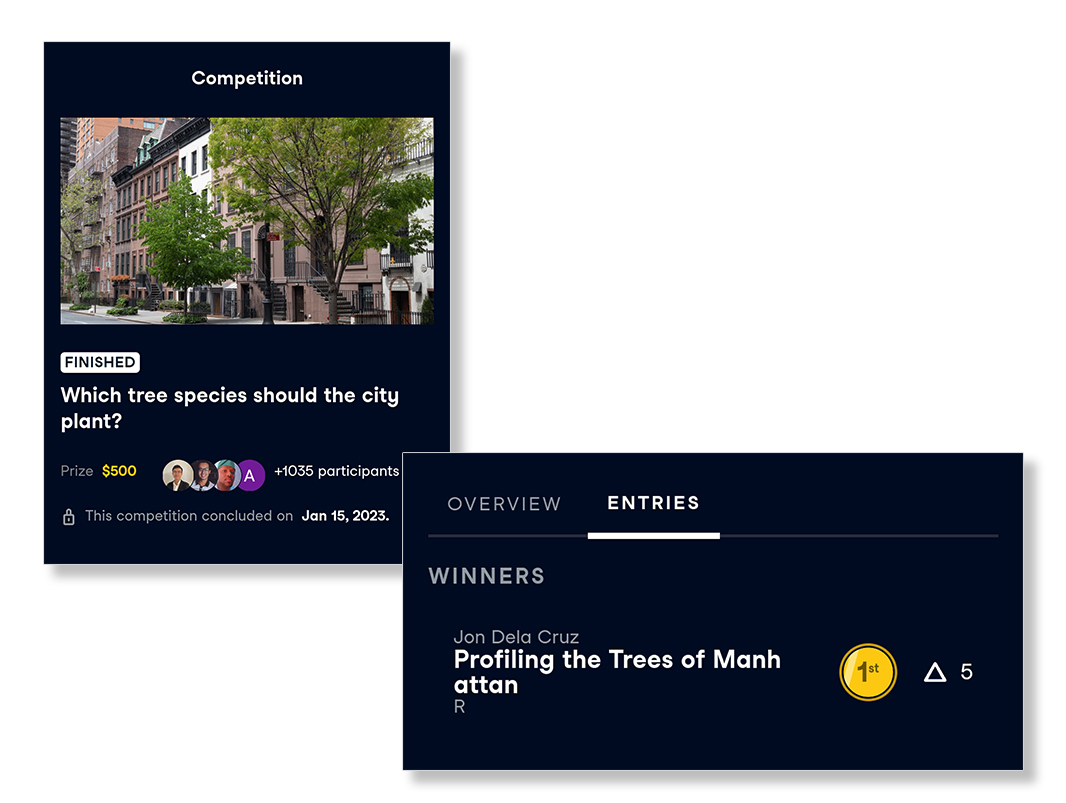 Competition
FINISHED
Which tree species should the city
plant?
Prize $500 A +1035 participants
This competition concluded on Jan 15, 2023.
OVERVIEW ENTRIES
WINNERS
Jon Dela Cruz
Profiling the Trees of Manh
attan
R
1st 5